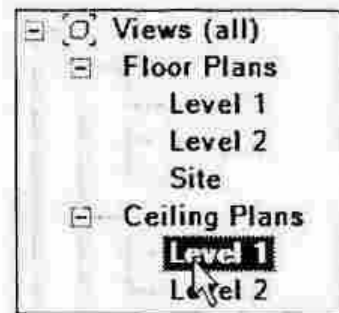 Views (all)
Floor Plans
Level 1
Level 2
Site
Ceiling Plans
Level 1
Level 2